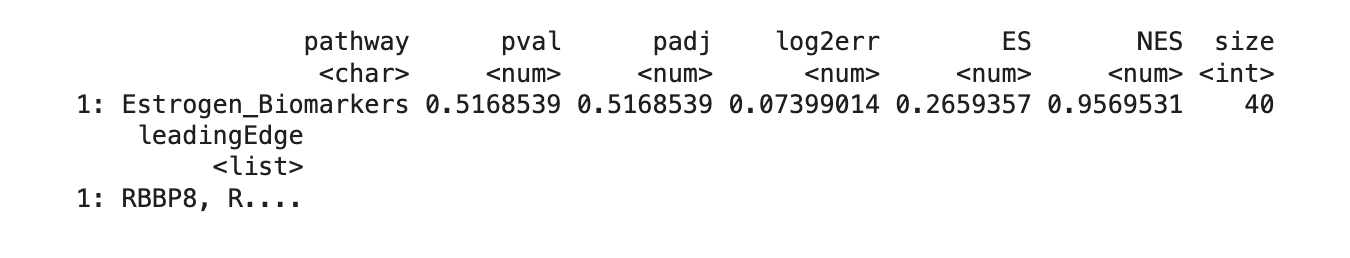 pathway pval padj log2err ES NES size
<char> <num> <num> <num> <num> <num> <int>
1: Estrogen_Biomarkers 0.5168539 0.5168539 0.07399014 0.2659357 0.9569531 40
leadingEdge
<list>
1: RBBP8, R....